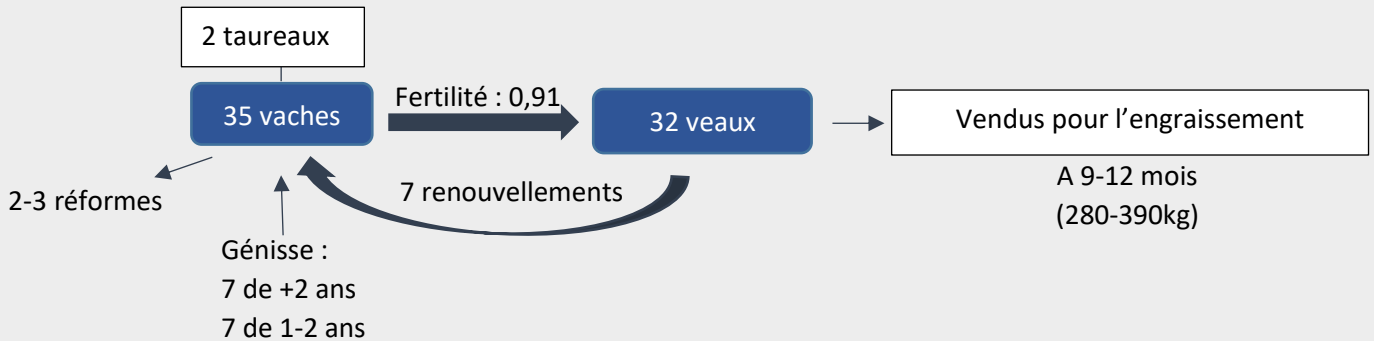 2 taureaux
35 vaches
Fertilité : 0,91
32 veaux
Vendus pour l’engraissement
A 9-12 mois
(280-390kg)
2-3 réformes
7 renouvellements
Génisse :
7 de +2 ans
7 de 1-2 ans